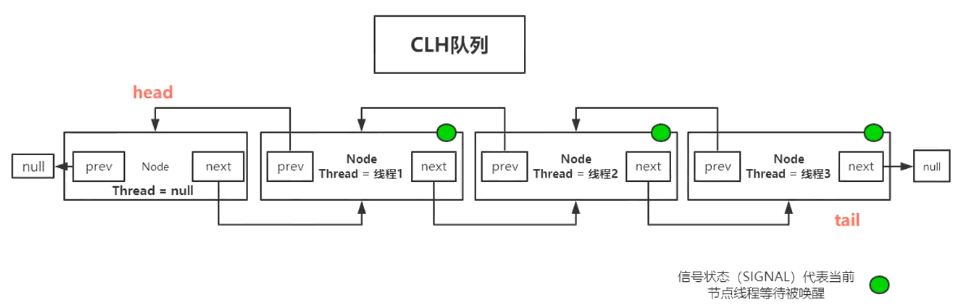 CLH队列
head
null
prev
Node
next
Thread = null
prev
Node
Thread = 线程1
next
prev
Node
Thread = 线程2
next
prev
Node
Thread = 线程3
next
null
tail
信号状态（SIGNAL）代表当前
节点线程等待被唤醒